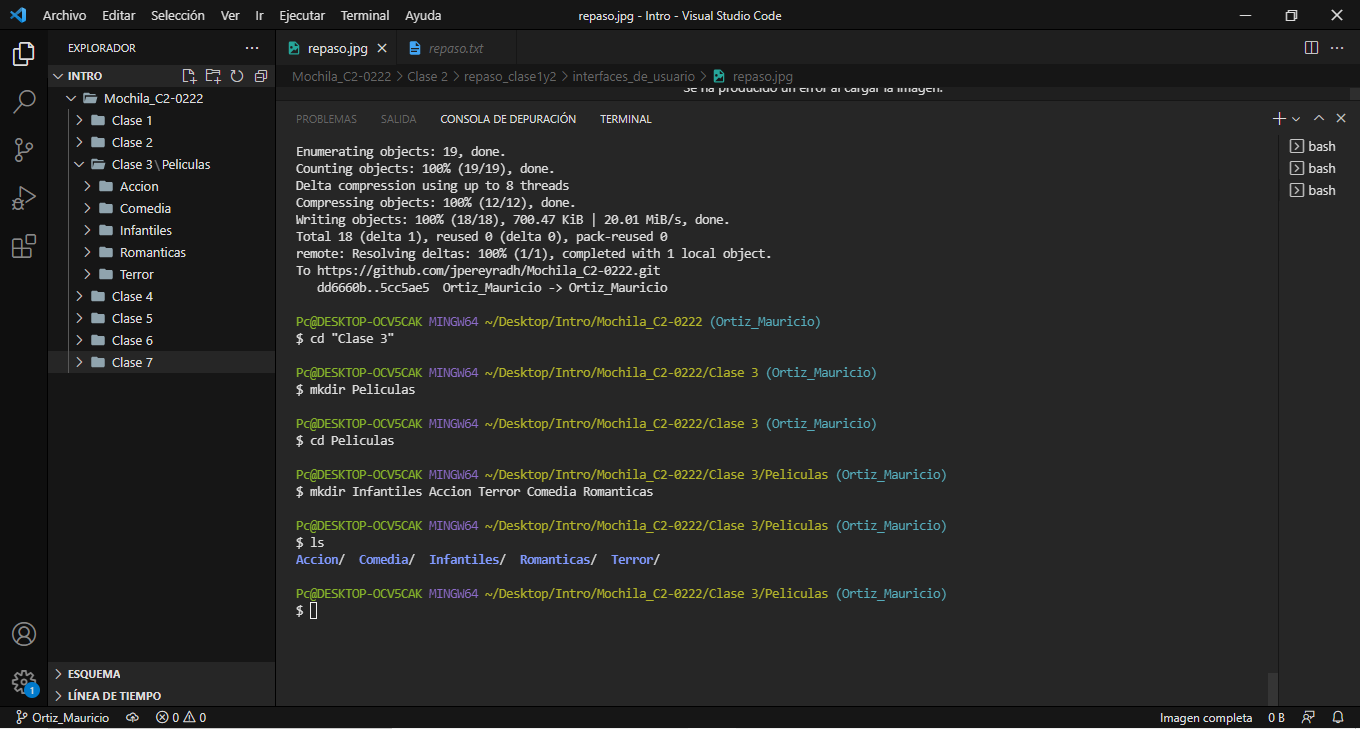 Archivo Editar Selección Ver Ir Ejecutar Terminal Ayuda
repaso.jpg - Intro - Visual Studio Code
EXPLORADOR
INTRO
Mochila_C2-0222
Clase 1
Clase 2
Clase 3 \ Peliculas
Accion
Comedia
Infantiles
Romanticas
Terror
Clase 4
Clase 5
Clase 6
Clase 7
ESQUEMA
LÍNEA DE TIEMPO
repaso.jpg
repaso.txt
Mochila_C2-0222 > Clase 2 > repaso_clase1y2 > interfaces_de_usuario > repaso.jpg
Se ha producido un error al cargar la imagen.
PROBLEMAS SALIDA CONSOLA DE DEPURACIÓN TERMINAL
Enumerating objects: 19, done.
Counting objects: 100% (19/19), done.
Delta compression using up to 8 threads
Compressing objects: 100% (12/12), done.
Writing objects: 100% (18/18), 700.47 KiB | 20.01 MiB/s, done.
Total 18 (delta 1), reused 0 (delta 0), pack-reused 0
remote: Resolving deltas: 100% (1/1), completed with 1 local object.
To https://github.com/jpereyradh/Mochila_C2-0222.git
dd6660b..5cc5ae5 Ortiz_Mauricio -> Ortiz_Mauricio
Pc@DESKTOP-OCV5CAK MINGW64 ~/Desktop/Intro/Mochila_C2-0222 (Ortiz_Mauricio)
$ cd "Clase 3"
Pc@DESKTOP-OCV5CAK MINGW64 ~/Desktop/Intro/Mochila_C2-0222/Clase 3 (Ortiz_Mauricio)
$ mkdir Peliculas
Pc@DESKTOP-OCV5CAK MINGW64 ~/Desktop/Intro/Mochila_C2-0222/Clase 3 (Ortiz_Mauricio)
$ cd Peliculas
Pc@DESKTOP-OCV5CAK MINGW64 ~/Desktop/Intro/Mochila_C2-0222/Clase 3/Peliculas (Ortiz_Mauricio)
$ mkdir Infantiles Accion Terror Comedia Romanticas
Pc@DESKTOP-OCV5CAK MINGW64 ~/Desktop/Intro/Mochila_C2-0222/Clase 3/Peliculas (Ortiz_Mauricio)
$ ls
Accion/ Comedia/ Infantiles/ Romanticas/ Terror/
Pc@DESKTOP-OCV5CAK MINGW64 ~/Desktop/Intro/Mochila_C2-0222/Clase 3/Peliculas (Ortiz_Mauricio)
$
bash
bash
bash
1
Ortiz_Mauricio 0 0
Imagen completa 0 B